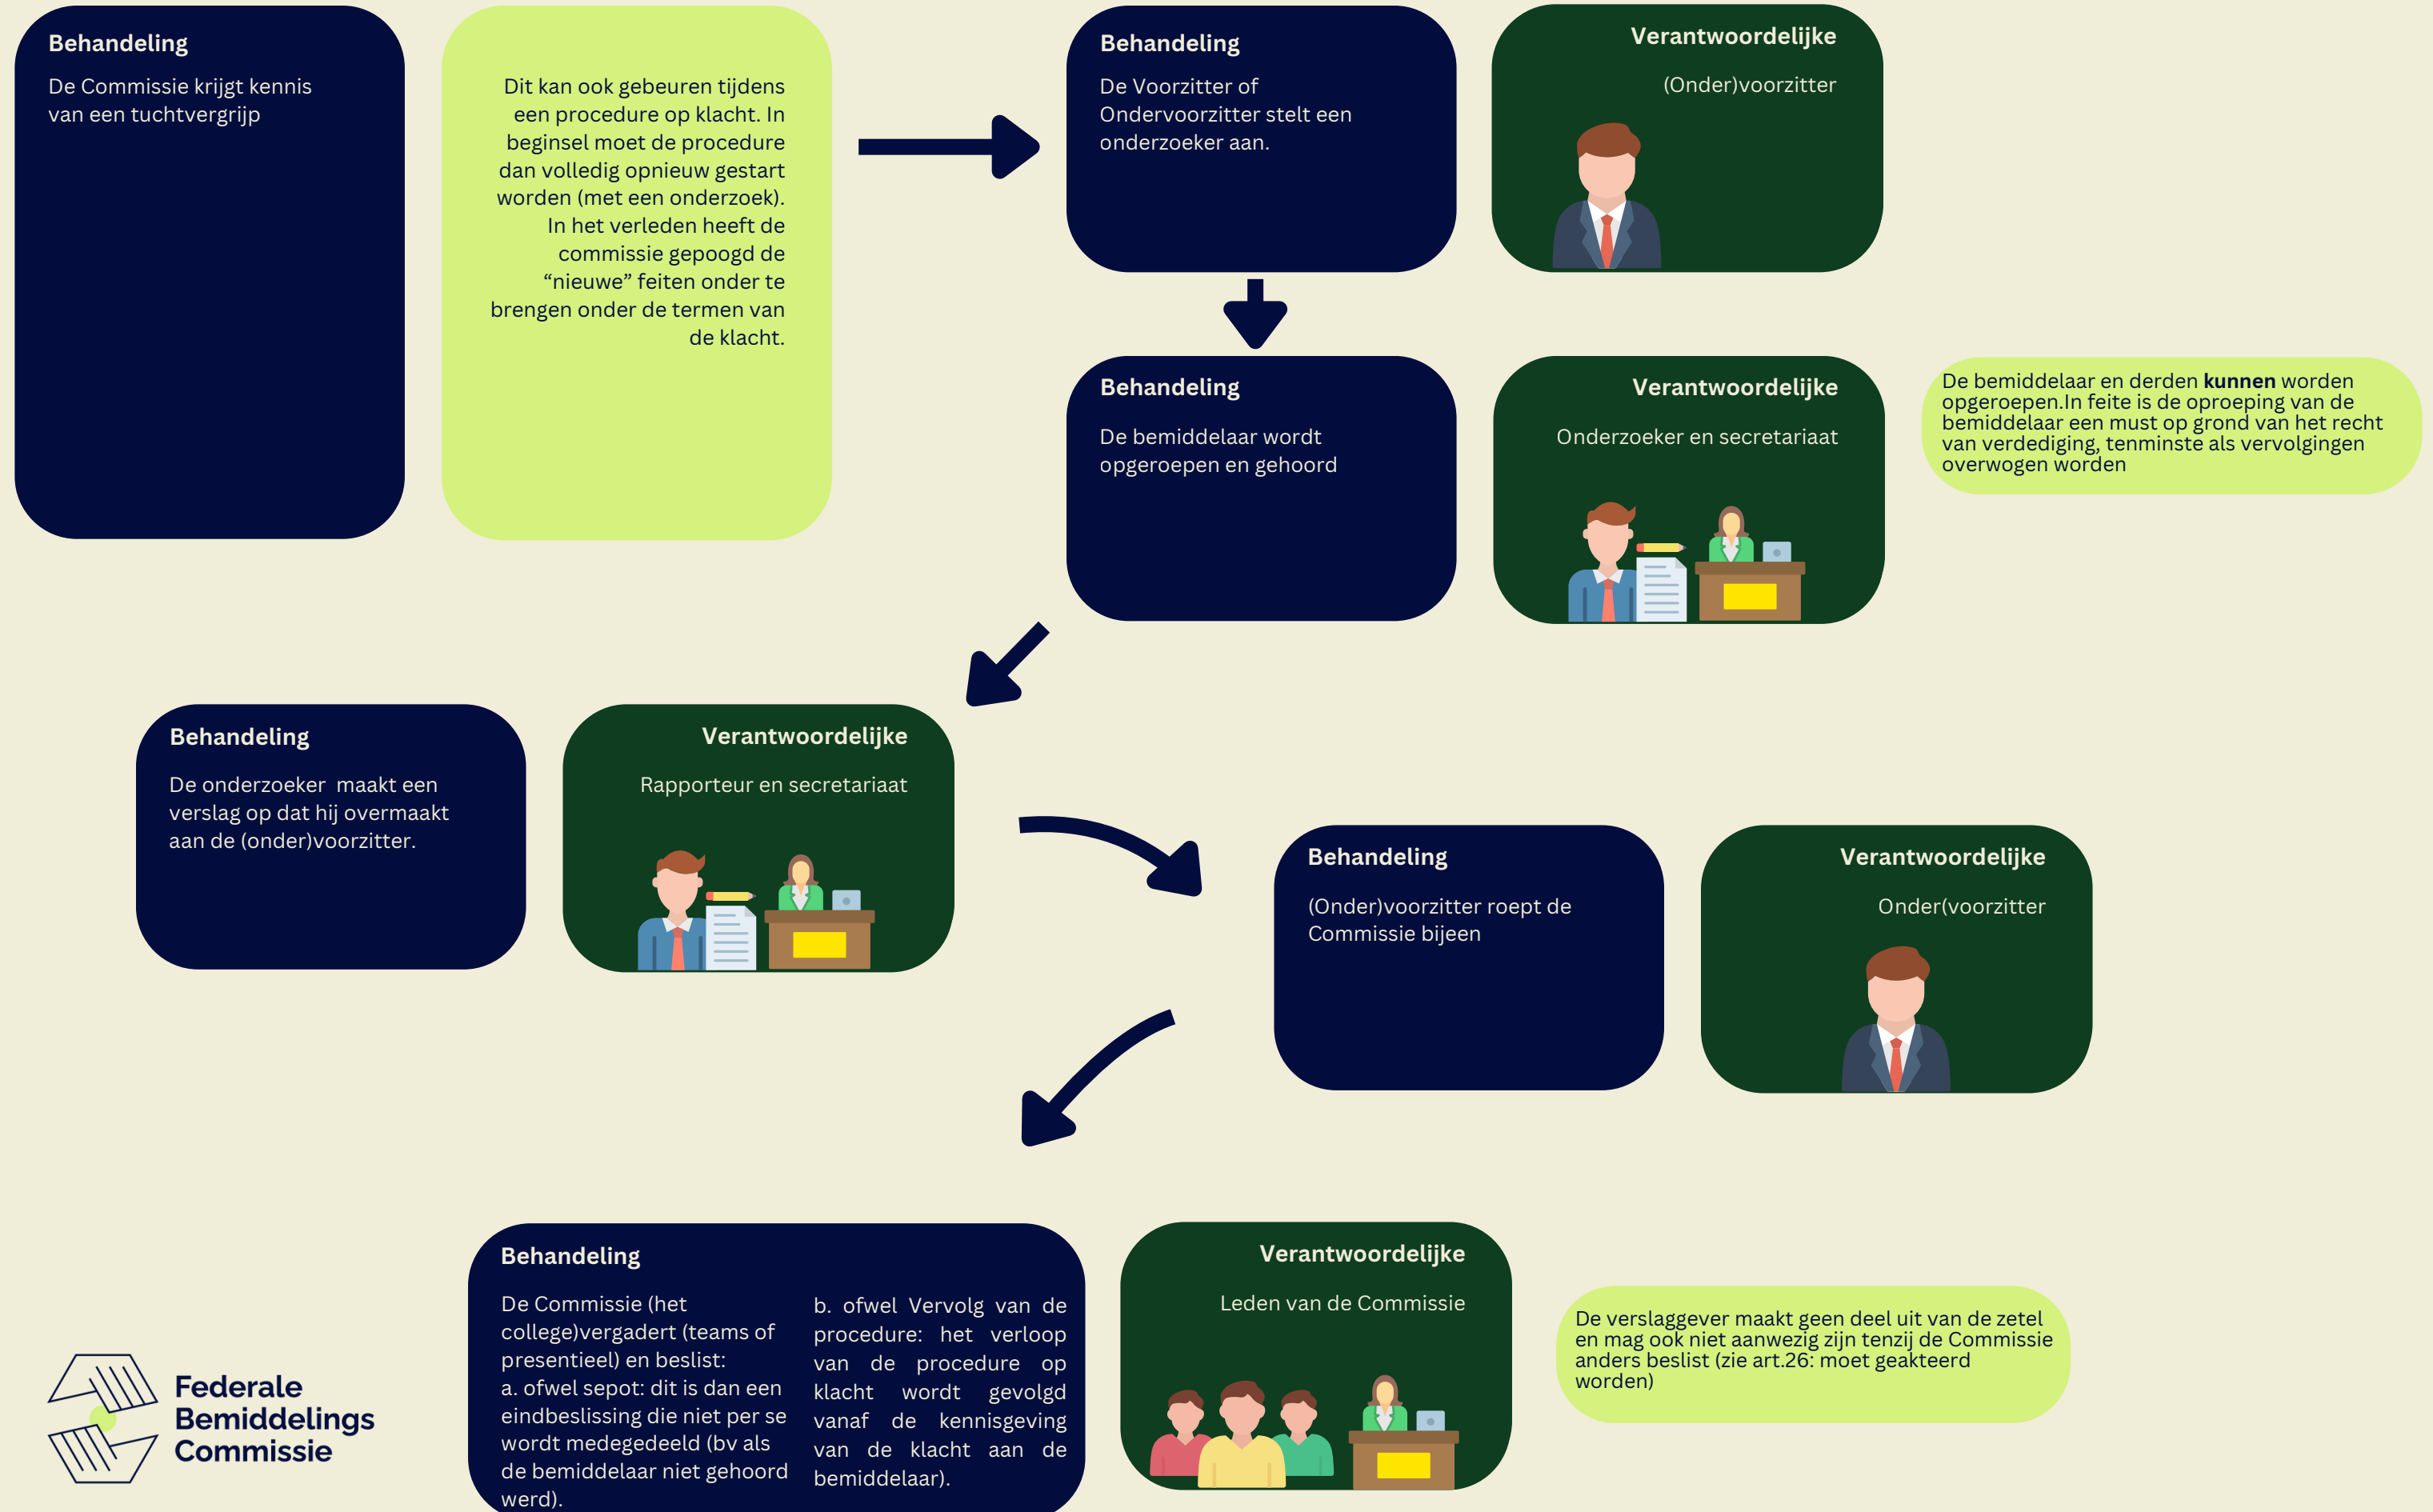 Behandeling
De Commissie krijgt kennis
van een tuchtvergrijp
Dit kan ook gebeuren tijdens
een procedure op klacht. In
beginsel moet de procedure
dan volledig opnieuw gestart
worden (met een onderzoek).
In het verleden heeft de
commissie gepoogd de
“nieuwe” feiten onder te
brengen onder de termen van
de klacht.
Behandeling
De Voorzitter of
Ondervoorzitter stelt een
onderzoeker aan.
Verantwoordelijke
(Onder)voorzitter
Behandeling
De bemiddelaar wordt
opgeroepen en gehoord
Verantwoordelijke
Onderzoeker en secretariaat
De bemiddelaar en derden kunnen worden
opgeroepen.In feite is de oproeping van de
bemiddelaar een must op grond van het recht
van verdediging, tenminste als vervolgingen
overwogen worden
Behandeling
De onderzoeker  maakt een
verslag op dat hij overmaakt
aan de (onder)voorzitter.
Verantwoordelijke
Rapporteur en secretariaat
Behandeling
(Onder)voorzitter roept de
Commissie bijeen
Verantwoordelijke
Onder(voorzitter
Behandeling
De Commissie (het
college)vergadert (teams of
presentieel) en beslist:
a. ofwel sepot: dit is dan een
eindbeslissing die niet per se
wordt medegedeeld (bv als
de bemiddelaar niet gehoord
werd).
b. ofwel Vervolg van de
procedure: het verloop
van de procedure op
klacht wordt gevolgd
vanaf de kennisgeving
van de klacht aan de
bemiddelaar).
Verantwoordelijke
Leden van de Commissie
De verslaggever maakt geen deel uit van de zetel
en mag ook niet aanwezig zijn tenzij de Commissie
anders beslist (zie art.26: moet geakteerd
worden)
Federale
Bemiddelings
Commissie